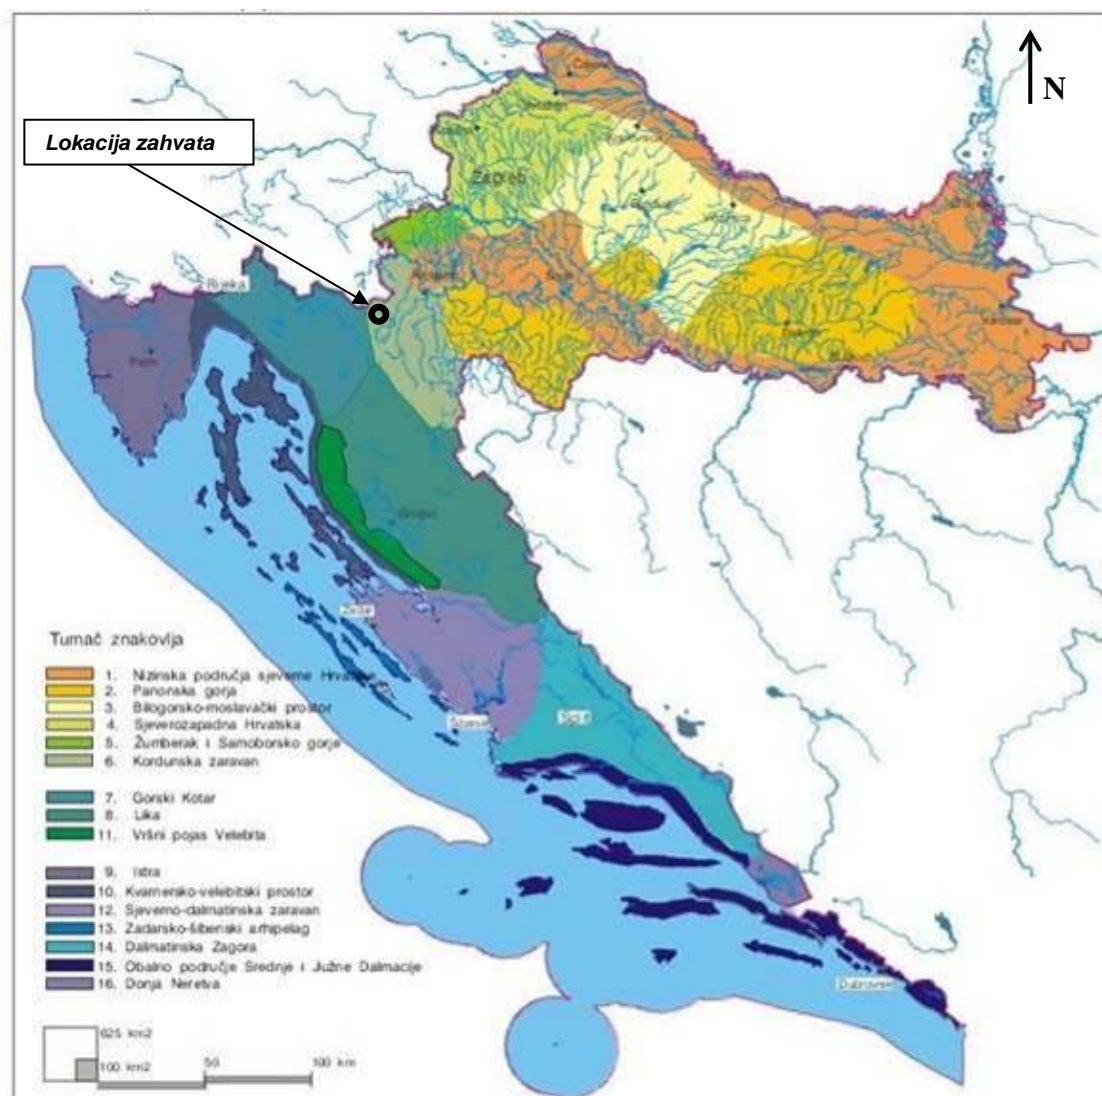 N
Lokacija zahvata
Zagreb
Rijeka
Gospić
Zadar
Split
Dubrovnik
Tumač znakovlja
1. Nizinska područja sjeverne Hrvatske
2. Panonska gorja
3. Bilogorsko-moslavački prostor
4. Sjeverozapadna Hrvatska
5. Žumberak i Samoborsko gorje
6. Kordunska zaravan
7. Gorski Kotar
8. Lika
11. Vršni pojas Velebita
9. Istra
10. Kvarnersko-velebitski prostor
12. Sjeverno-dalmatinska zaravan
13. Zadarsko-šibenski arhipelag
14. Dalmatinska Zagora
15. Obalno područje Srednje i Južne Dalmacije
16. Donja Neretva
625 km2
100 km2
50
100 km